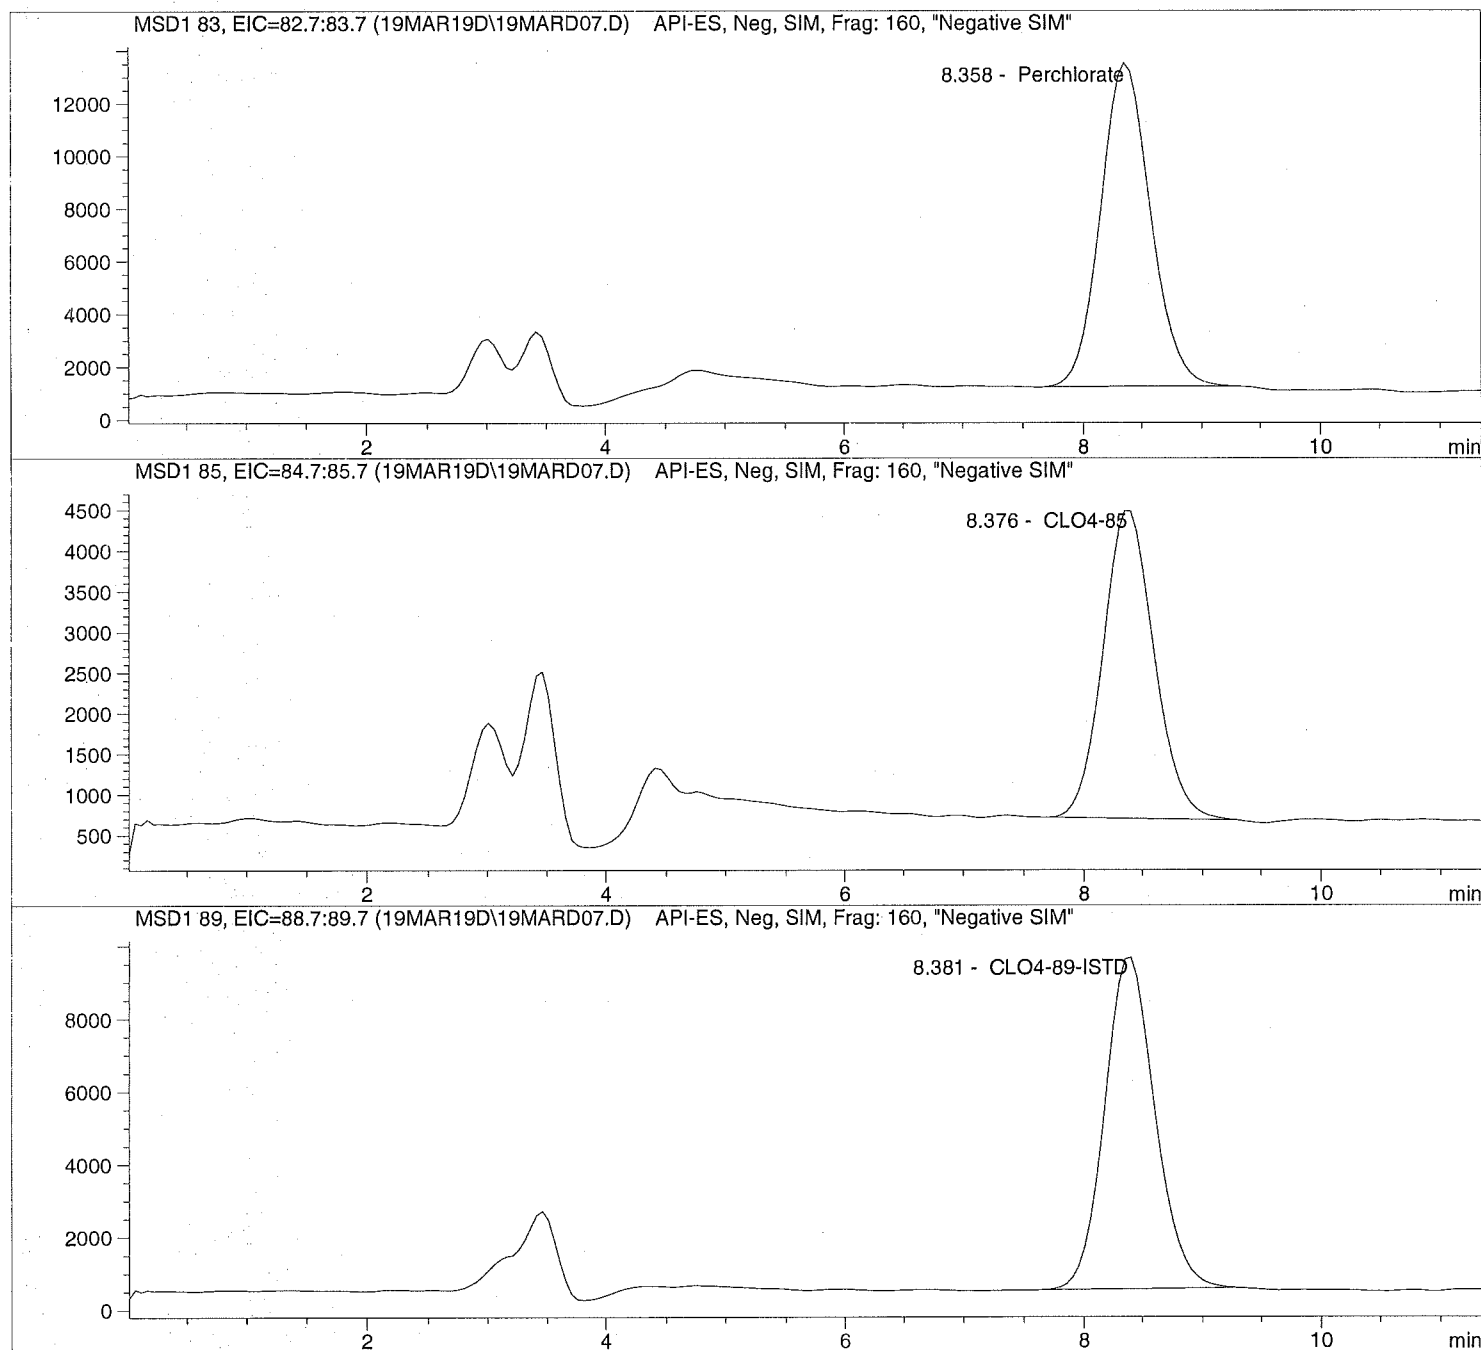 MSD1 83, EIC=82.7:83.7 (19MAR19D\19MARD07.D) API-ES, Neg, SIM, Frag: 160, "Negative SIM"
8.358 - Perchlorate
12000
10000
8000
6000
4000
2000
0
2 4 6 8 10 min
MSD1 85, EIC=84.7:85.7 (19MAR19D\19MARD07.D) API-ES, Neg, SIM, Frag: 160, "Negative SIM"
8.376 - CLO4-85
4500
4000
3500
3000
2500
2000
1500
1000
500
2 4 6 8 10 min
MSD1 89, EIC=88.7:89.7 (19MAR19D\19MARD07.D) API-ES, Neg, SIM, Frag: 160, "Negative SIM"
8.381 - CLO4-89-ISTD
8000
6000
4000
2000
0
2 4 6 8 10 min